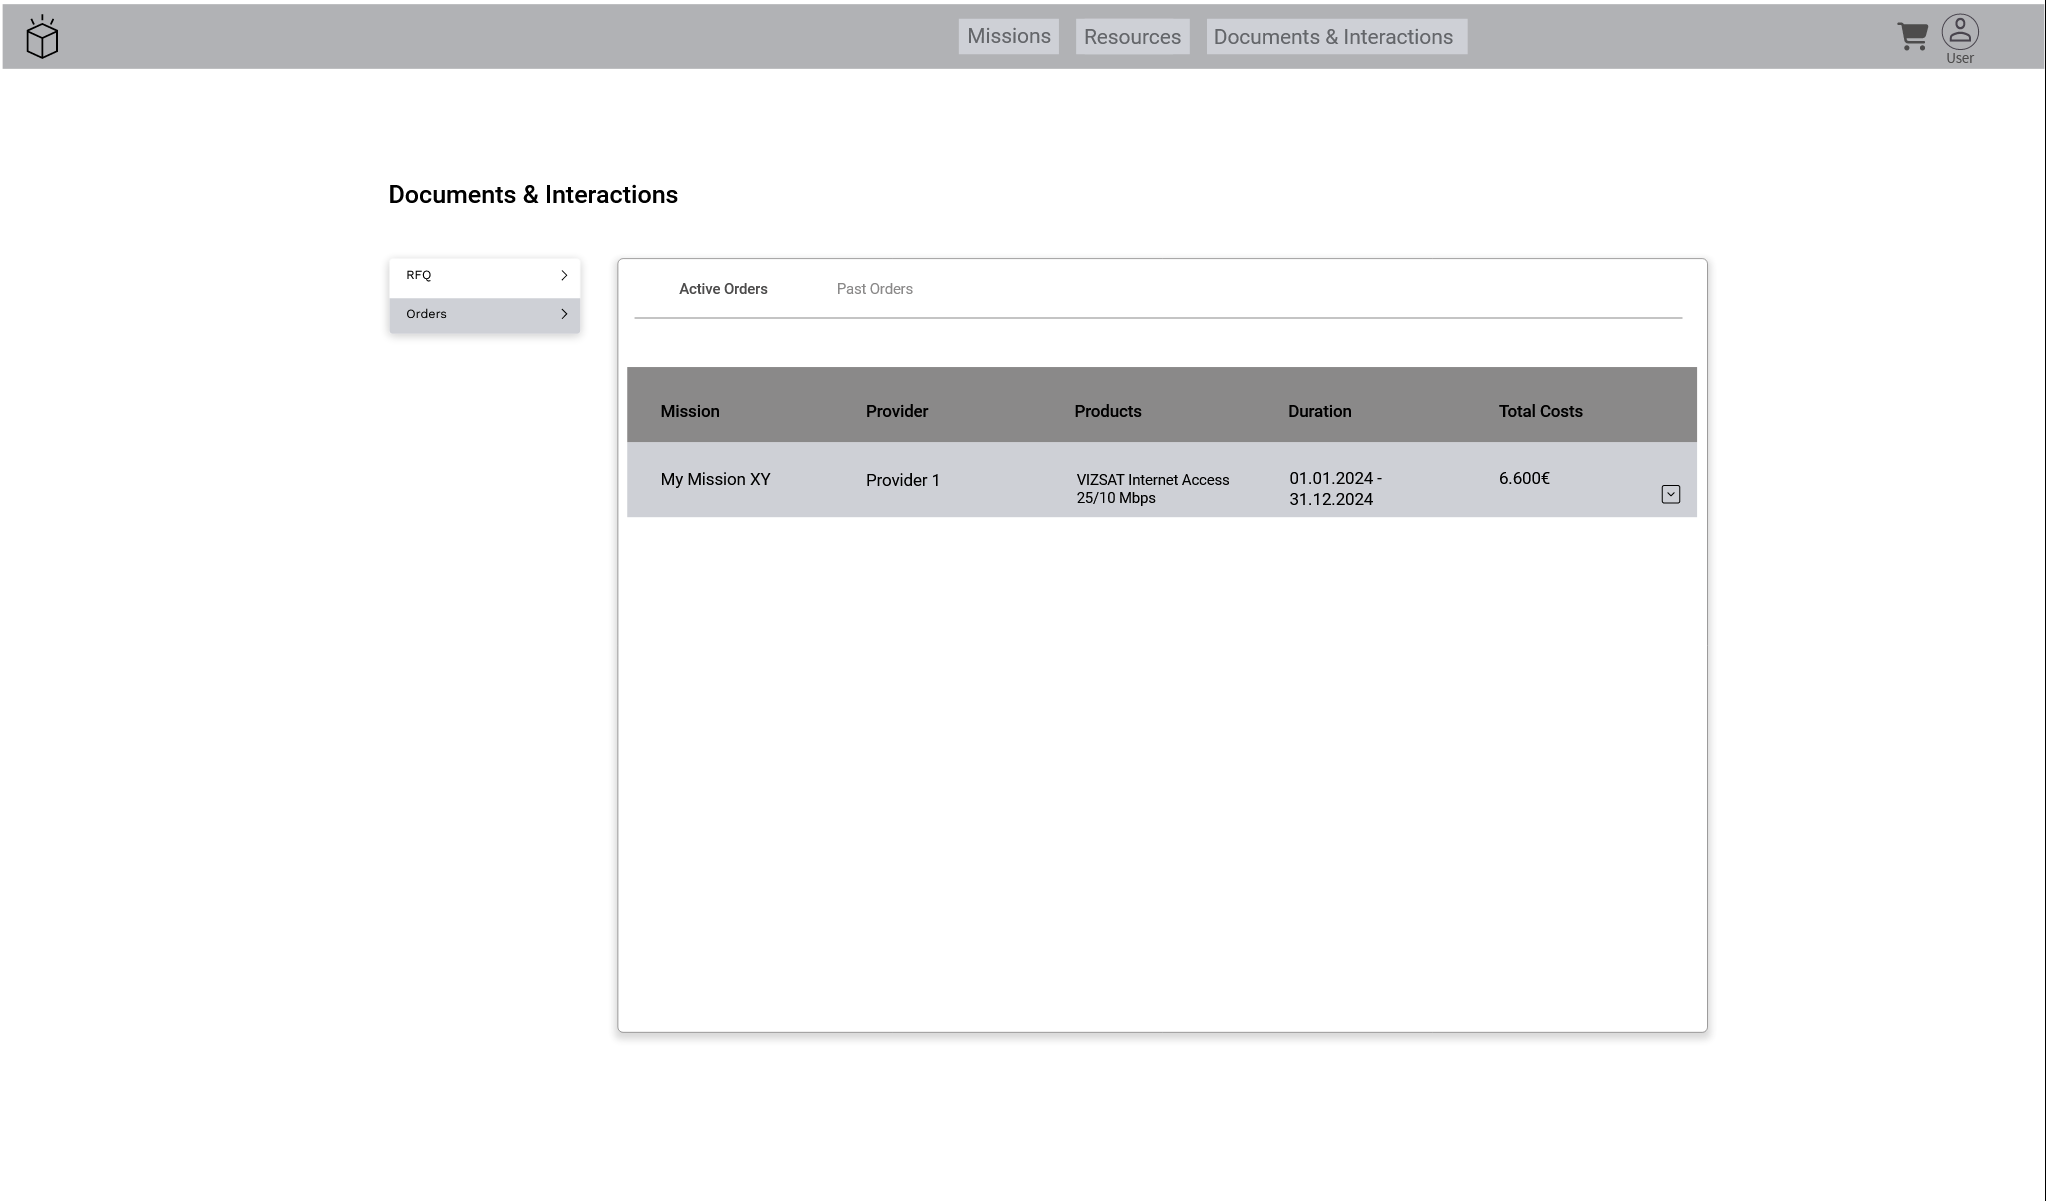 Missions
Resources
Documents & Interactions
User
Documents & Interactions
RFQ
Orders
Active Orders
Past Orders
Mission
Provider
Products
Duration
Total Costs
My Mission XY
Provider 1
VIZSAT Internet Access
25/10 Mbps
01.01.2024 -
31.12.2024
6.600€